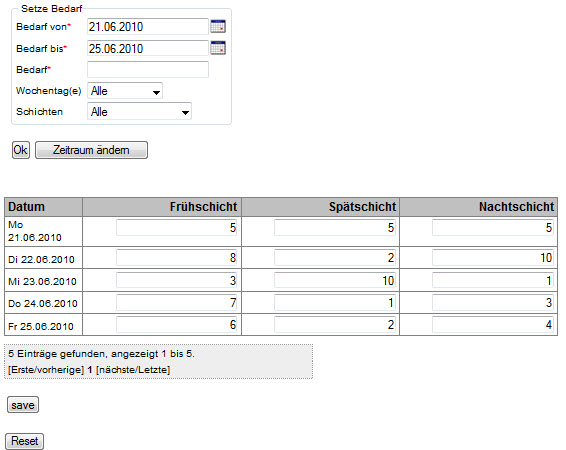 Setze Bedarf
Bedarf von* 21.06.2010
Bedarf bis* 25.06.2010
Bedarf*
Wochentag(e) Alle
Schichten Alle
Ok Zeitraum ändern
Datum Frühschicht Spätschicht Nachtschicht
Mo
21.06.2010 5 5 5
Di 22.06.2010 8 2 10
Mi 23.06.2010 3 10 1
Do 24.06.2010 7 1 3
Fr 25.06.2010 6 2 4
5 Einträge gefunden, angezeigt 1 bis 5.
[Erste/vorherige] 1 [nächste/Letzte]
save
Reset